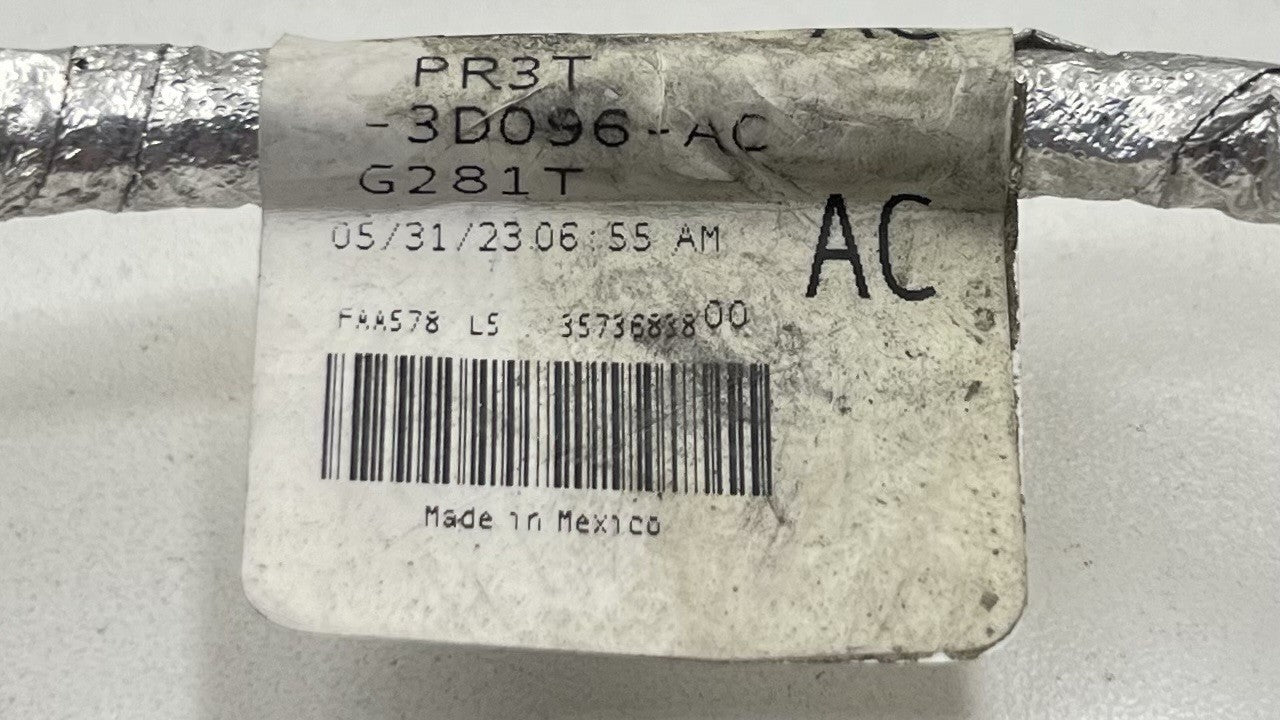 PR3T
-3D096-AC
G281T
05/31/23 06:55 AM
AC
FAA578 L5 . 3573683800
Made in Mexico